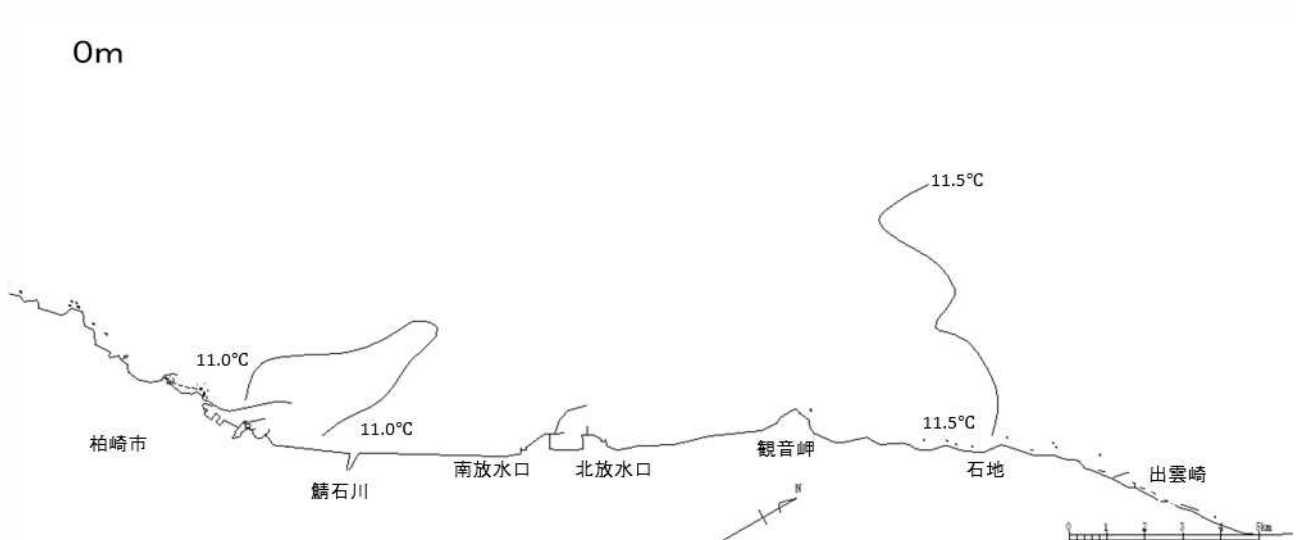 0m
11.5℃
11.0℃
11.0℃
11.5℃
柏崎市
鯖石川
南放水口
北放水口
観音岬
石地
出雲崎
N
0 1 2 3 4 5km